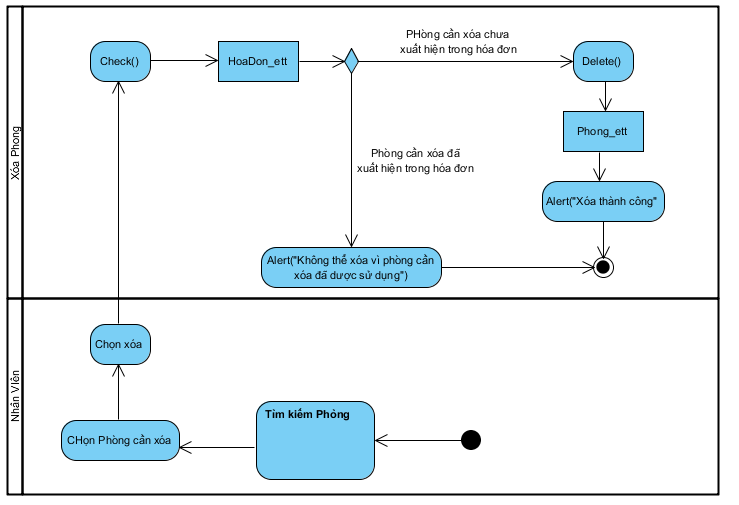 Xóa Phong
Check()
HoaDon_ett
PHòng cần xóa chưa
xuất hiện trong hóa đơn
Delete()
Phong_ett
Phòng cần xóa đã
xuất hiện trong hóa đơn
Alert("Xóa thành công"
Alert("Không thể xóa vì phòng cần
xóa đã dược sử dụng")
Nhân VIên
Chọn xóa
CHọn Phòng cần xóa
Tìm kiếm Phòng